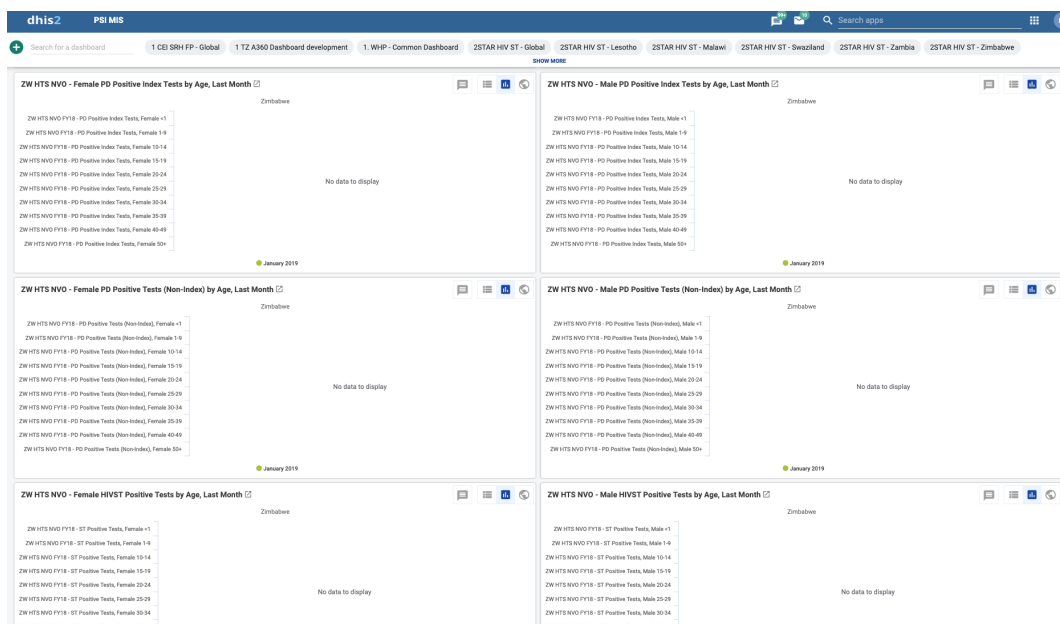 dhis2 PSI MIS 99+ 10 Search apps
Search for a dashboard 1 CEI SRH FP - Global 1 TZ A360 Dashboard development 1. WHP - Common Dashboard 2STAR HIV ST - Global 2STAR HIV ST - Lesotho 2STAR HIV ST - Malawi 2STAR HIV ST - Swaziland 2STAR HIV ST - Zambia 2STAR HIV ST - Zimbabwe
SHOW MORE
ZW HTS NVO - Female PD Positive Index Tests by Age, Last Month
Zimbabwe
ZW HTS NVO FY18 - PD Positive Index Tests, Female <1
ZW HTS NVO FY18 - PD Positive Index Tests, Female 1-9
ZW HTS NVO FY18 - PD Positive Index Tests, Female 10-14
ZW HTS NVO FY18 - PD Positive Index Tests, Female 15-19
ZW HTS NVO FY18 - PD Positive Index Tests, Female 20-24
ZW HTS NVO FY18 - PD Positive Index Tests, Female 25-29
ZW HTS NVO FY18 - PD Positive Index Tests, Female 30-34
ZW HTS NVO FY18 - PD Positive Index Tests, Female 35-39
ZW HTS NVO FY18 - PD Positive Index Tests, Female 40-49
ZW HTS NVO FY18 - PD Positive Index Tests, Female 50+
No data to display
January 2019
ZW HTS NVO - Male PD Positive Index Tests by Age, Last Month
Zimbabwe
ZW HTS NVO FY18 - PD Positive Index Tests, Male <1
ZW HTS NVO FY18 - PD Positive Index Tests, Male 1-9
ZW HTS NVO FY18 - PD Positive Index Tests, Male 10-14
ZW HTS NVO FY18 - PD Positive Index Tests, Male 15-19
ZW HTS NVO FY18 - PD Positive Index Tests, Male 20-24
ZW HTS NVO FY18 - PD Positive Index Tests, Male 25-29
ZW HTS NVO FY18 - PD Positive Index Tests, Male 30-34
ZW HTS NVO FY18 - PD Positive Index Tests, Male 35-39
ZW HTS NVO FY18 - PD Positive Index Tests, Male 40-49
ZW HTS NVO FY18 - PD Positive Index Tests, Male 50+
No data to display
January 2019
ZW HTS NVO - Female PD Positive Tests (Non-Index) by Age, Last Month
Zimbabwe
ZW HTS NVO FY18 - PD Positive Tests (Non-Index), Female <1
ZW HTS NVO FY18 - PD Positive Tests (Non-Index), Female 1-9
ZW HTS NVO FY18 - PD Positive Tests (Non-Index), Female 10-14
ZW HTS NVO FY18 - PD Positive Tests (Non-Index), Female 15-19
ZW HTS NVO FY18 - PD Positive Tests (Non-Index), Female 20-24
ZW HTS NVO FY18 - PD Positive Tests (Non-Index), Female 25-29
ZW HTS NVO FY18 - PD Positive Tests (Non-Index), Female 30-34
ZW HTS NVO FY18 - PD Positive Tests (Non-Index), Female 35-39
ZW HTS NVO FY18 - PD Positive Tests (Non-Index), Female 40-49
ZW HTS NVO FY18 - PD Positive Tests (Non-Index), Female 50+
No data to display
January 2019
ZW HTS NVO - Male PD Positive Tests (Non-Index) by Age, Last Month
Zimbabwe
ZW HTS NVO FY18 - PD Positive Tests (Non-Index), Male <1
ZW HTS NVO FY18 - PD Positive Tests (Non-Index), Male 1-9
ZW HTS NVO FY18 - PD Positive Tests (Non-Index), Male 10-14
ZW HTS NVO FY18 - PD Positive Tests (Non-Index), Male 15-19
ZW HTS NVO FY18 - PD Positive Tests (Non-Index), Male 20-24
ZW HTS NVO FY18 - PD Positive Tests (Non-Index), Male 25-29
ZW HTS NVO FY18 - PD Positive Tests (Non-Index), Male 30-34
ZW HTS NVO FY18 - PD Positive Tests (Non-Index), Male 35-39
ZW HTS NVO FY18 - PD Positive Tests (Non-Index), Male 40-49
ZW HTS NVO FY18 - PD Positive Tests (Non-Index), Male 50+
No data to display
January 2019
ZW HTS NVO - Female HIVST Positive Tests by Age, Last Month
Zimbabwe
ZW HTS NVO FY18 - ST Positive Tests, Female <1
ZW HTS NVO FY18 - ST Positive Tests, Female 1-9
ZW HTS NVO FY18 - ST Positive Tests, Female 10-14
ZW HTS NVO FY18 - ST Positive Tests, Female 15-19
ZW HTS NVO FY18 - ST Positive Tests, Female 20-24
ZW HTS NVO FY18 - ST Positive Tests, Female 25-29
ZW HTS NVO FY18 - ST Positive Tests, Female 30-34
No data to display
ZW HTS NVO - Male HIVST Positive Tests by Age, Last Month
Zimbabwe
ZW HTS NVO FY18 - ST Positive Tests, Male <1
ZW HTS NVO FY18 - ST Positive Tests, Male 1-9
ZW HTS NVO FY18 - ST Positive Tests, Male 10-14
ZW HTS NVO FY18 - ST Positive Tests, Male 15-19
ZW HTS NVO FY18 - ST Positive Tests, Male 20-24
ZW HTS NVO FY18 - ST Positive Tests, Male 25-29
ZW HTS NVO FY18 - ST Positive Tests, Male 30-34
No data to display